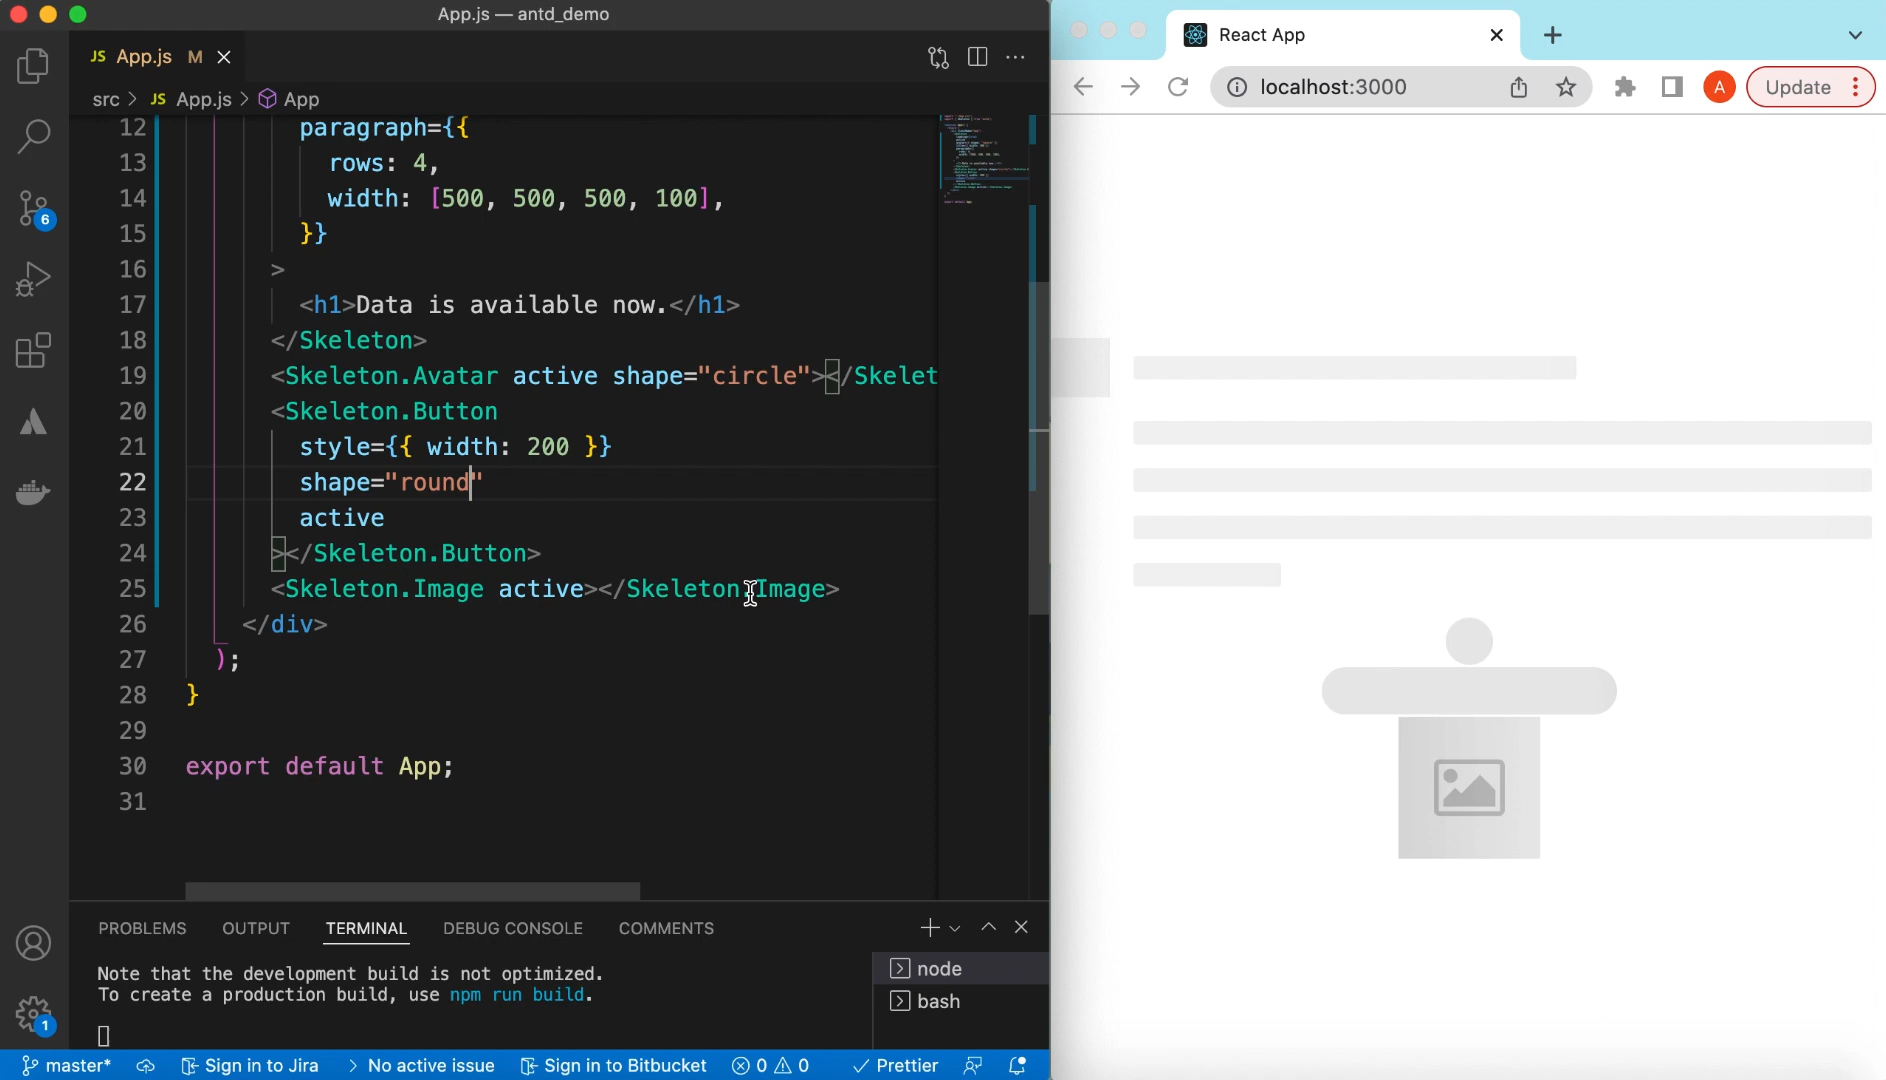 App.js — antd_demo
JS App.js M
src > JS App.js > App
12 paragraph={{
13 rows: 4,
14 width: [500, 500, 500, 100],
15 }}
16 >
17 <h1>Data is available now.</h1>
18 </Skeleton>
19 <Skeleton.Avatar active shape="circle"></Skelet
20 <Skeleton.Button
21 style={{ width: 200 }}
22 shape="round"
23 active
24 ></Skeleton.Button>
25 <Skeleton.Image active></Skeleton.Image>
26 </div>
27 );
28 }
29
30 export default App;
31
6
1
PROBLEMS OUTPUT TERMINAL DEBUG CONSOLE COMMENTS
Note that the development build is not optimized.
To create a production build, use npm run build.
node
bash
master* Sign in to Jira > No active issue Sign in to Bitbucket 0 0 Prettier
React App
localhost:3000 A Update